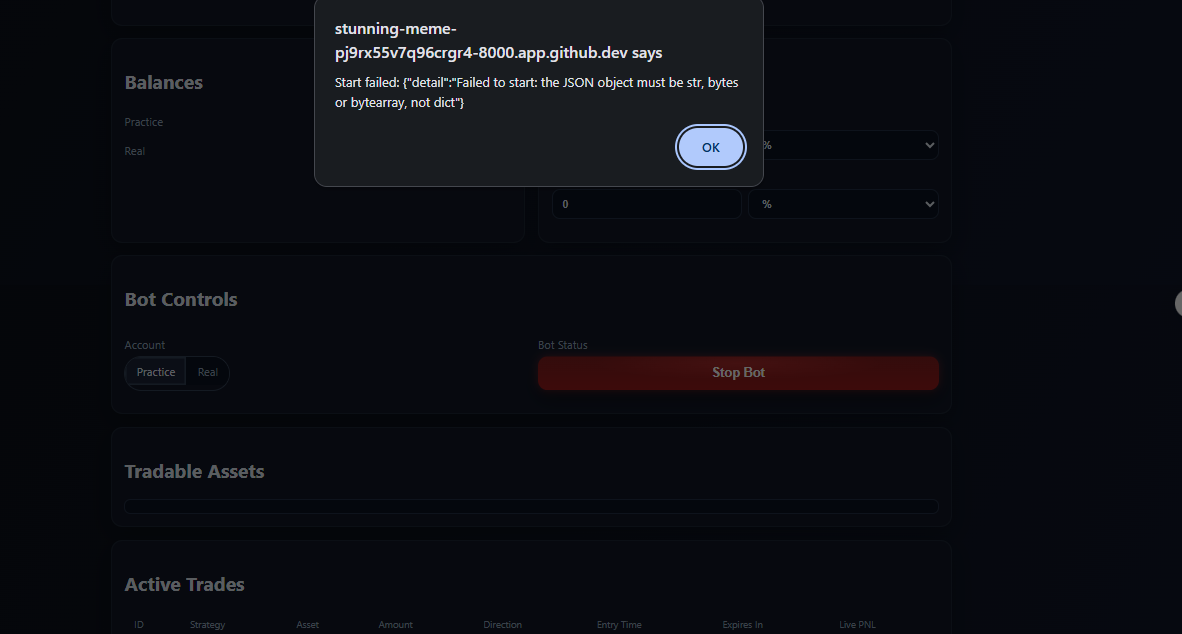 stunning-meme-
pj9rx55v7q96crgr4-8000.app.github.dev says
Start failed: {"detail":"Failed to start: the JSON object must be str, bytes
or bytearray, not dict"}
OK
Balances
Practice
Real
%
0 %
Bot Controls
Account Bot Status
Practice Real Stop Bot
Tradable Assets
Active Trades
ID Strategy Asset Amount Direction Entry Time Expires In Live PNL